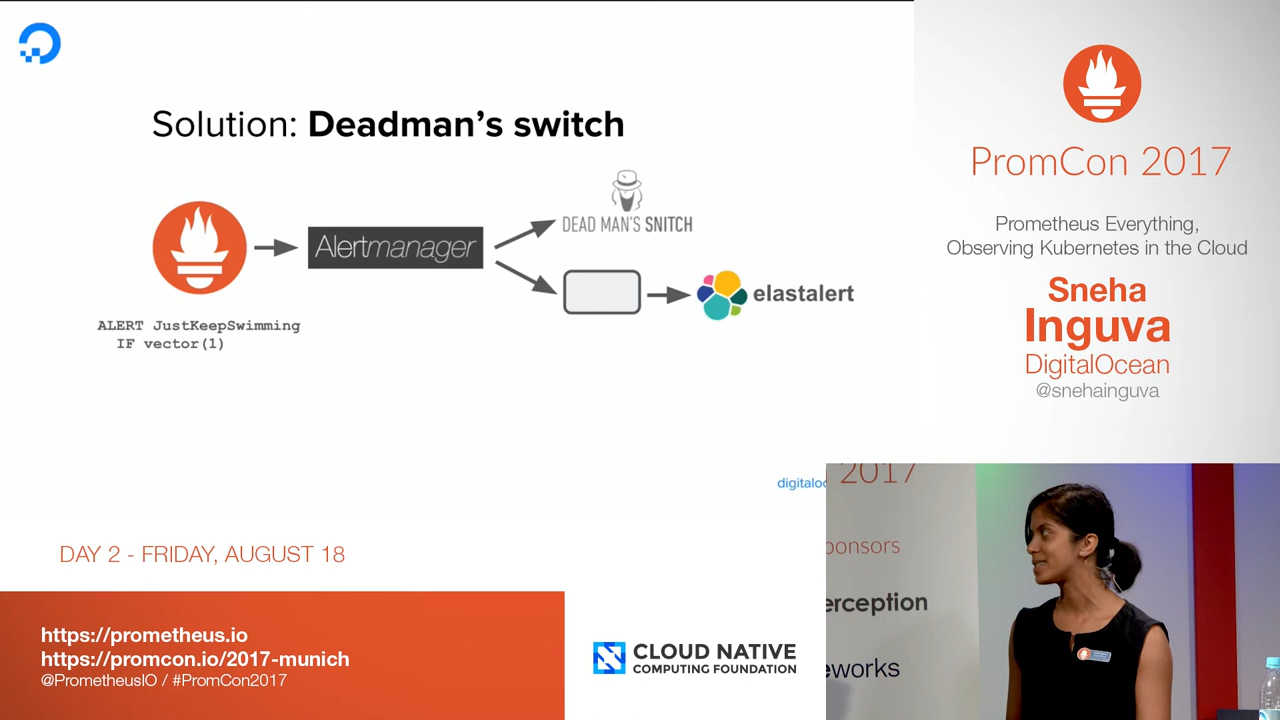 Solution: Deadman's switch
DEAD MAN'S SNITCH
Alertmanager
elastalert
ALERT JustKeepSwimming
IF vector(1)
PromCon 2017
Prometheus Everything,
Observing Kubernetes in the Cloud
Sneha
Inguva
DigitalOcean
@snehainguva
DAY 2 - FRIDAY, AUGUST 18
https://prometheus.io
https://promcon.io/2017-munich
@PrometheusIO / #PromCon2017
CLOUD NATIVE
COMPUTING FOUNDATION
digitaloc
2017
onsors
erception
eworks